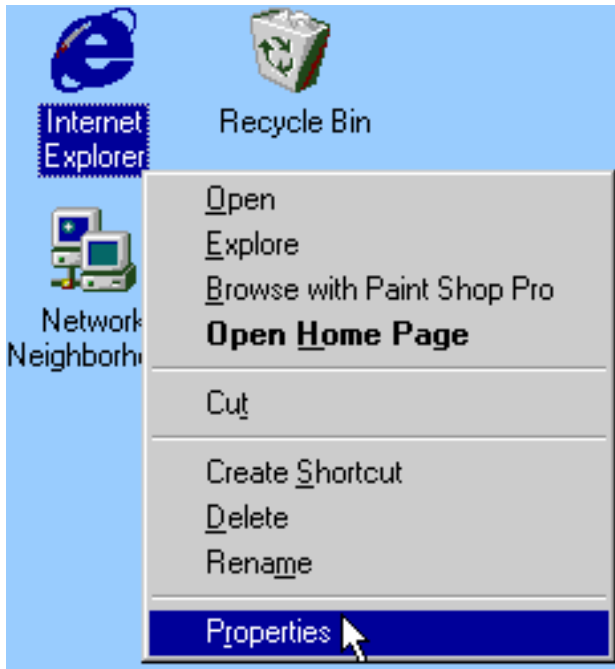 Internet
Explorer
Recycle Bin
Network
Neighborh
Open
Explore
Browse with Paint Shop Pro
Open Home Page
Cut
Create Shortcut
Delete
Rename
Properties